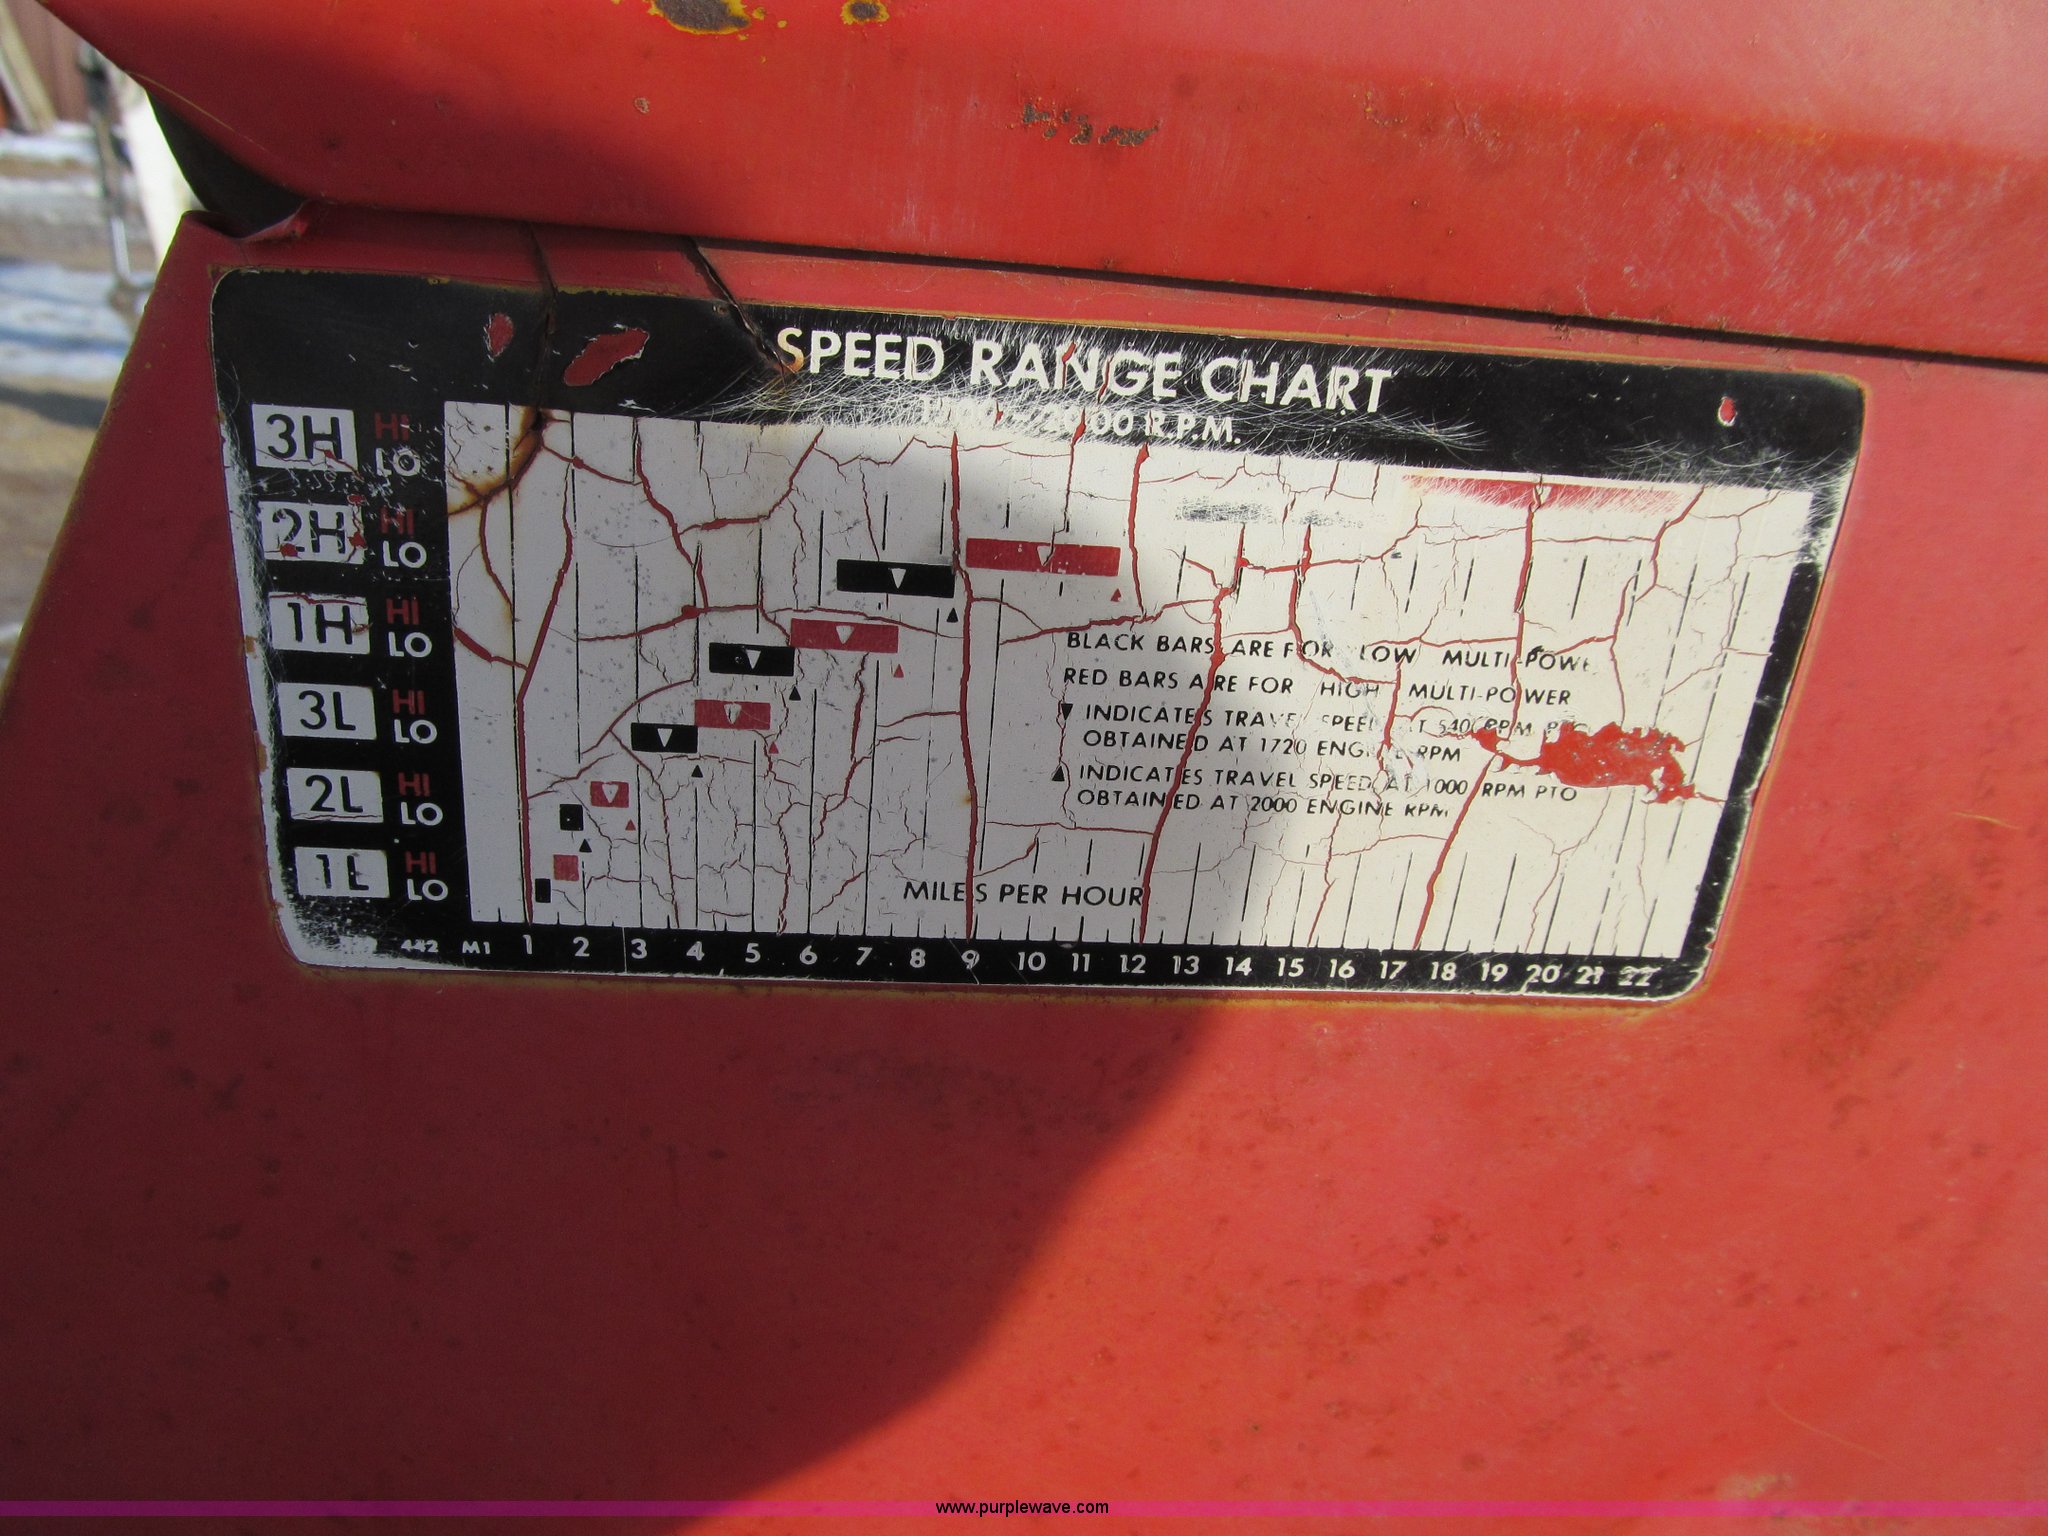 SPEED RANGE CHART
R.P.M.
3H HI
LO
2H HI
LO
1H HI
LO
3L HI
LO
2L HI
LO
1L HI
LO
BLACK BARS ARE FOR LOW MULTI-POWE
RED BARS ARE FOR HIGH MULTI-POWER
▼ INDICATES TRAVEL SPEED AT 540 RPM PTO
OBTAINED AT 1720 ENGINE RPM
▲ INDICATES TRAVEL SPEED AT 1000 RPM PTO
OBTAINED AT 2000 ENGINE RPM
MILES PER HOUR
442 M1 1 2 3 4 5 6 7 8 9 10 11 12 13 14 15 16 17 18 19 20 21 22
www.purplewave.com